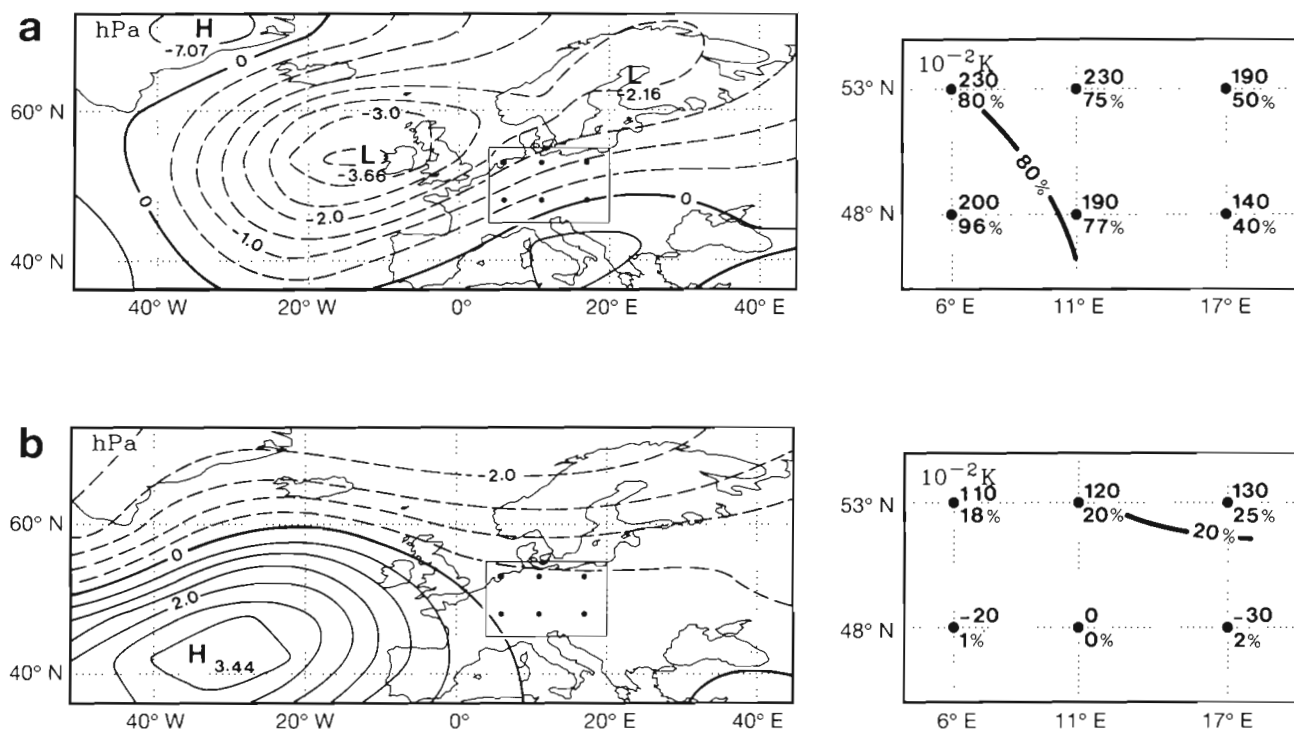 a
hPa
H
-7.07
0
-3.0
L
-2.16
L
-3.66
0
-2.0
0
-1.0
60° N
40° N
40° W 20° W 0° 20° E 40° E
10⁻²K
230 230 190
80% 75% 50%
80%
200 190 140
96% 77% 40%
53° N
48° N
6° E 11° E 17° E
b
hPa
2.0
0
2.0
H 3.44
60° N
40° N
40° W 20° W 0° 20° E 40° E
10⁻²K
110 120 130
18% 20% 25%
20%
-20 0 -30
1% 0% 2%
53° N
48° N
6° E 11° E 17° E